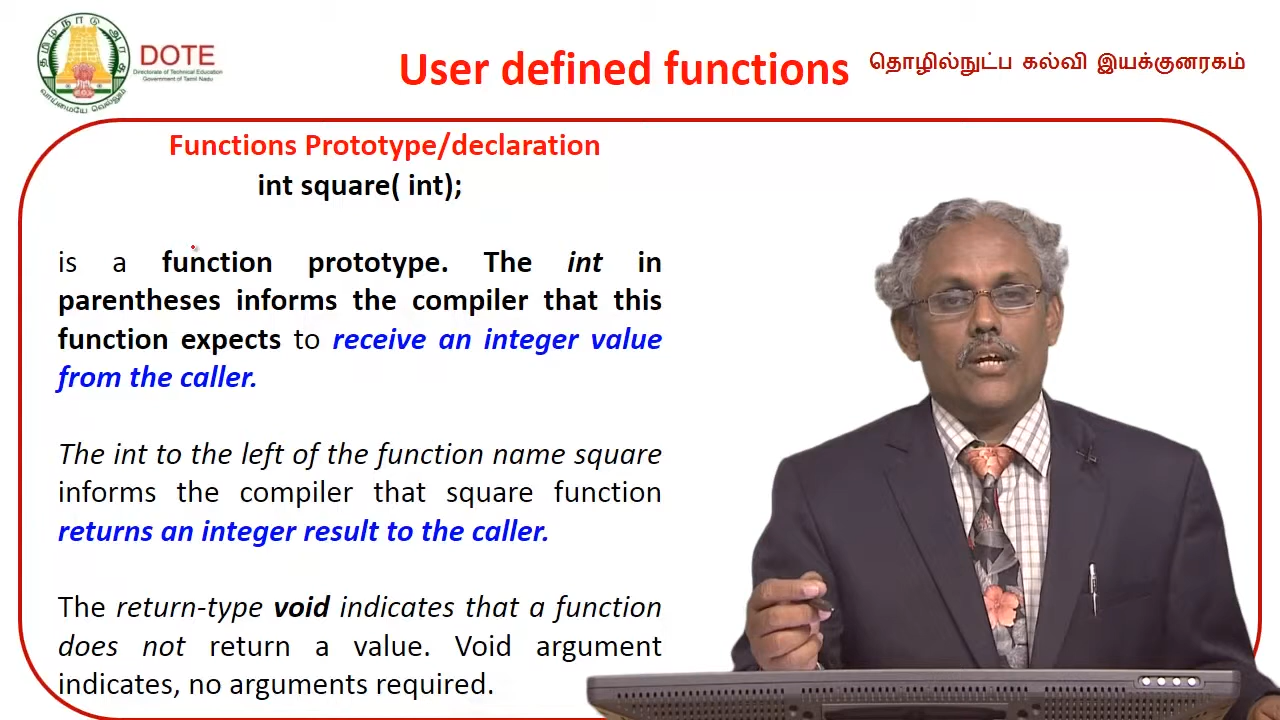 தமிழ்நாடு அரசு
வாய்மையே வெல்லும்
DOTE
Directorate of Technical Education
Government of Tamil Nadu
User defined functions
தொழில்நுட்ப கல்வி இயக்குனரகம்
Functions Prototype/declaration
int square( int);
is a function prototype. The int in
parentheses informs the compiler that this
function expects to receive an integer value
from the caller.
The int to the left of the function name square
informs the compiler that square function
returns an integer result to the caller.
The return-type void indicates that a function
does not return a value. Void argument
indicates, no arguments required.